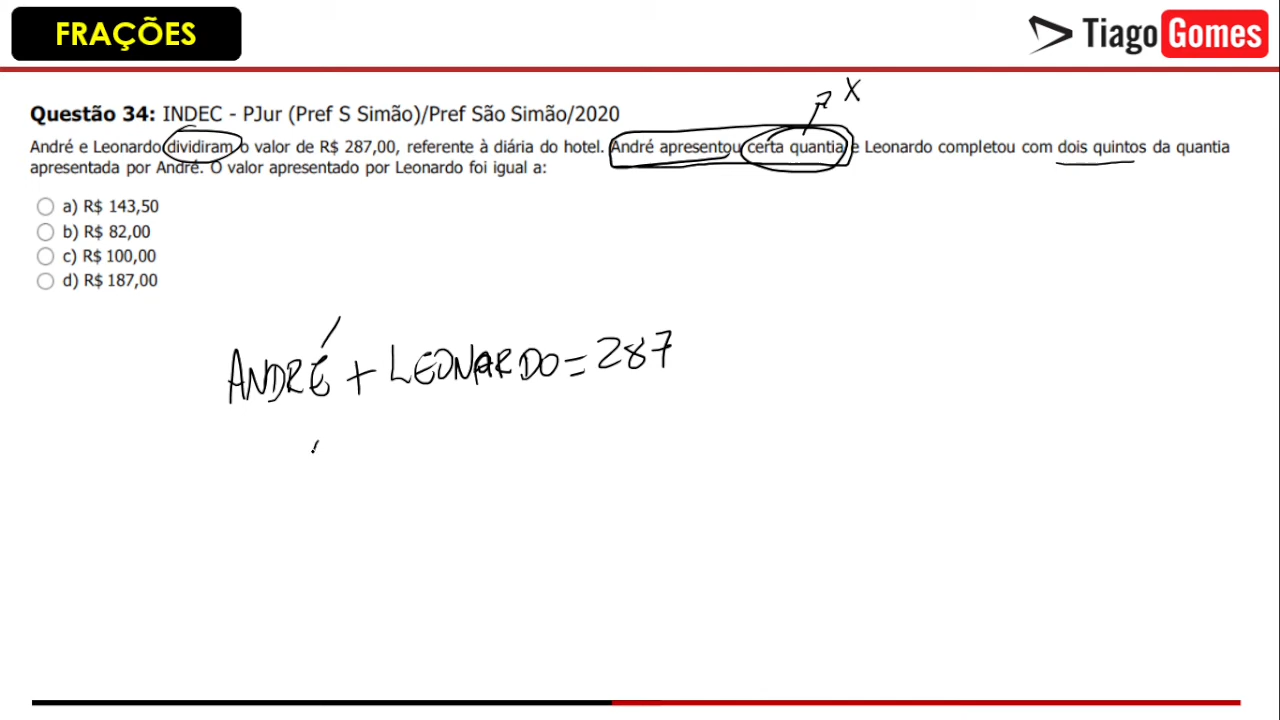 FRAÇÕES
Tiago Gomes
X
Questão 34: INDEC - PJur (Pref S Simão)/Pref São Simão/2020
André e Leonardo dividiram o valor de R$ 287,00, referente à diária do hotel. André apresentou certa quantia e Leonardo completou com dois quintos da quantia
apresentada por André. O valor apresentado por Leonardo foi igual a:
a) R$ 143,50
b) R$ 82,00
c) R$ 100,00
d) R$ 187,00
ANDRÉ + LEONARDO = 287